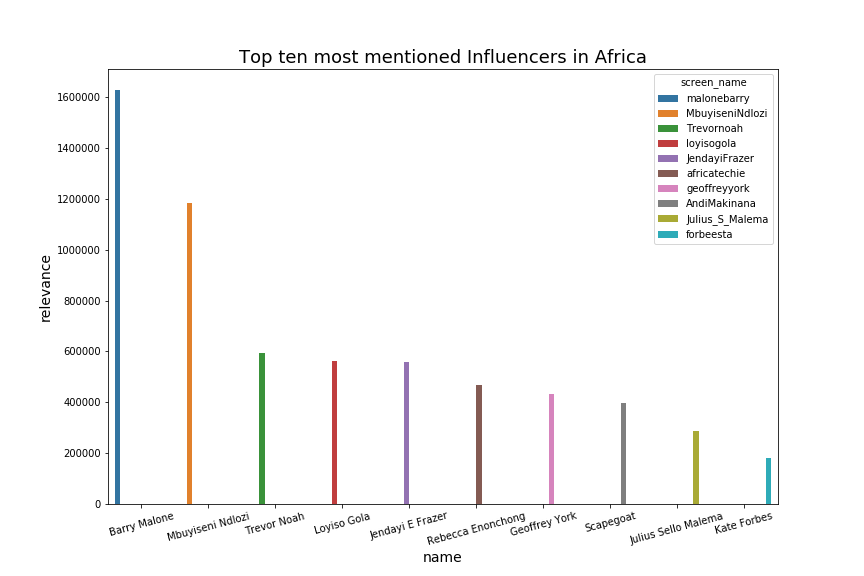 Top ten most mentioned Influencers in Africa
screen_name
malonebarry
MbuyiseniNdlozi
Trevornoah
loyisogola
JendayiFrazer
africatechie
geoffreyyork
AndiMakinana
Julius_S_Malema
forbeesta
relevance
1600000
1400000
1200000
1000000
800000
600000
400000
200000
0
Barry Malone
Mbuyiseni Ndlozi
Trevor Noah
Loyiso Gola
Jendayi E Frazer
Rebecca Enonchong
Geoffrey York
Scapegoat
Julius Sello Malema
Kate Forbes
name